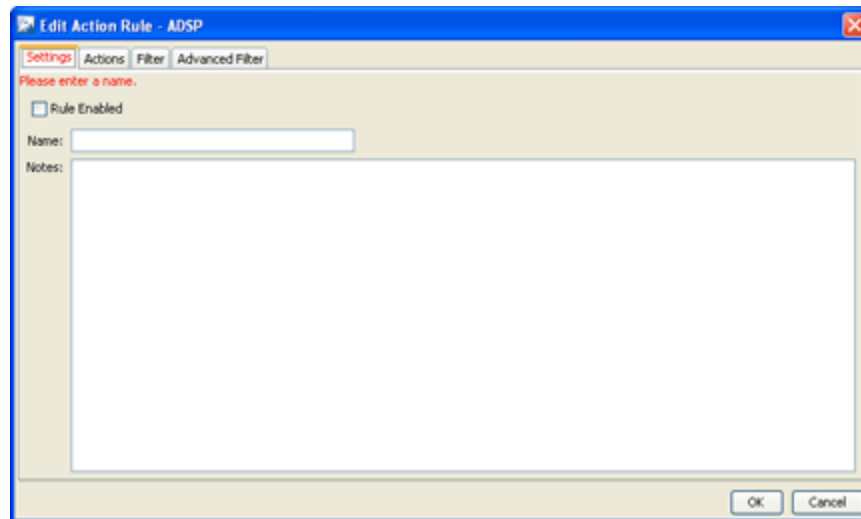 Edit Action Rule - ADSP
Settings Actions Filter Advanced Filter
Please enter a name.
Rule Enabled
Name:
Notes:
OK Cancel